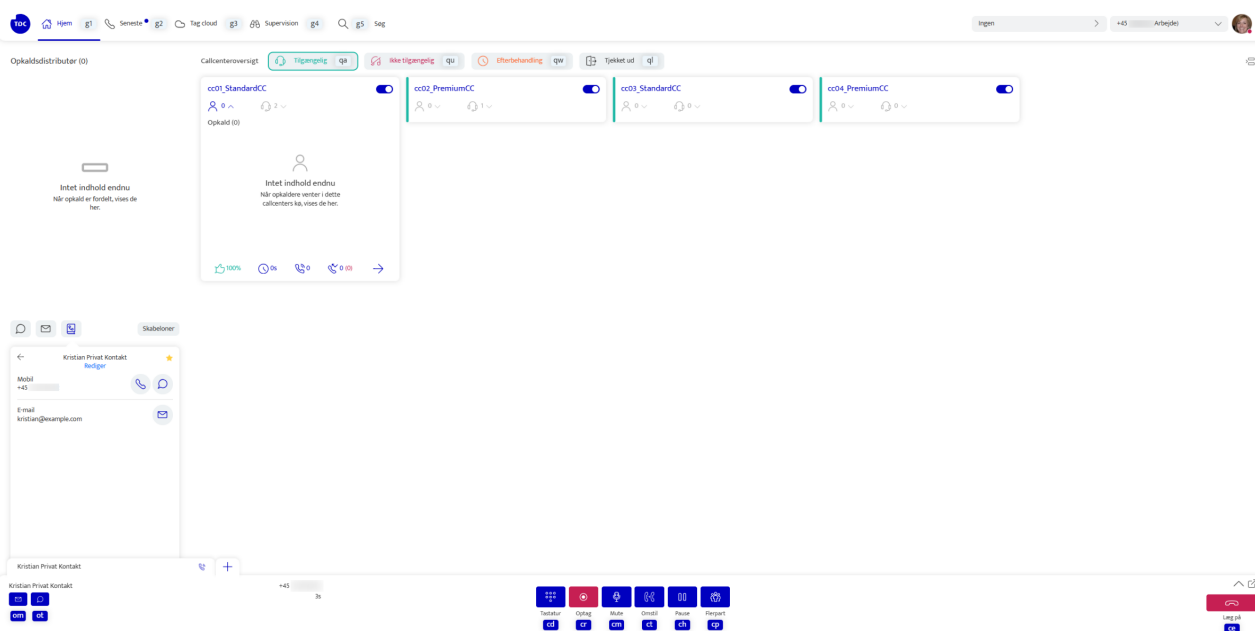 TOC Hjem g1 Seneste g2 Tag cloud g3 Supervision g4 g5 Søg Ingen +45 Arbejdei
Opkaldsdistributør (0)
Callcenteroversigt Tilgængelig qa Ikke tilgængelig qu Efterbehandling qw Tjekket ud ql
cc01_StandardCC cc02_PremiumCC cc03_StandardCC cc04_PremiumCC
0 2 0 1 0 0 0 0
Opkald (0)
Intet indhold endnu
Når opkaldere venter i dette
callcenters kø, vises de her.
Intet indhold endnu
Når opkald er fordelt, vises de
her.
100% 0s 0 0 (0)
Skabeloner
Kristian Privat Kontakt
Rediger
Mobil
+45
E-mail
kristian@example.com
Kristian Privat Kontakt
Kristian Privat Kontakt +45
3s
om ot
Tastatur Optag Mute Omstil Pause Flerpart Læg på
cd cr cm ct ch cp ce